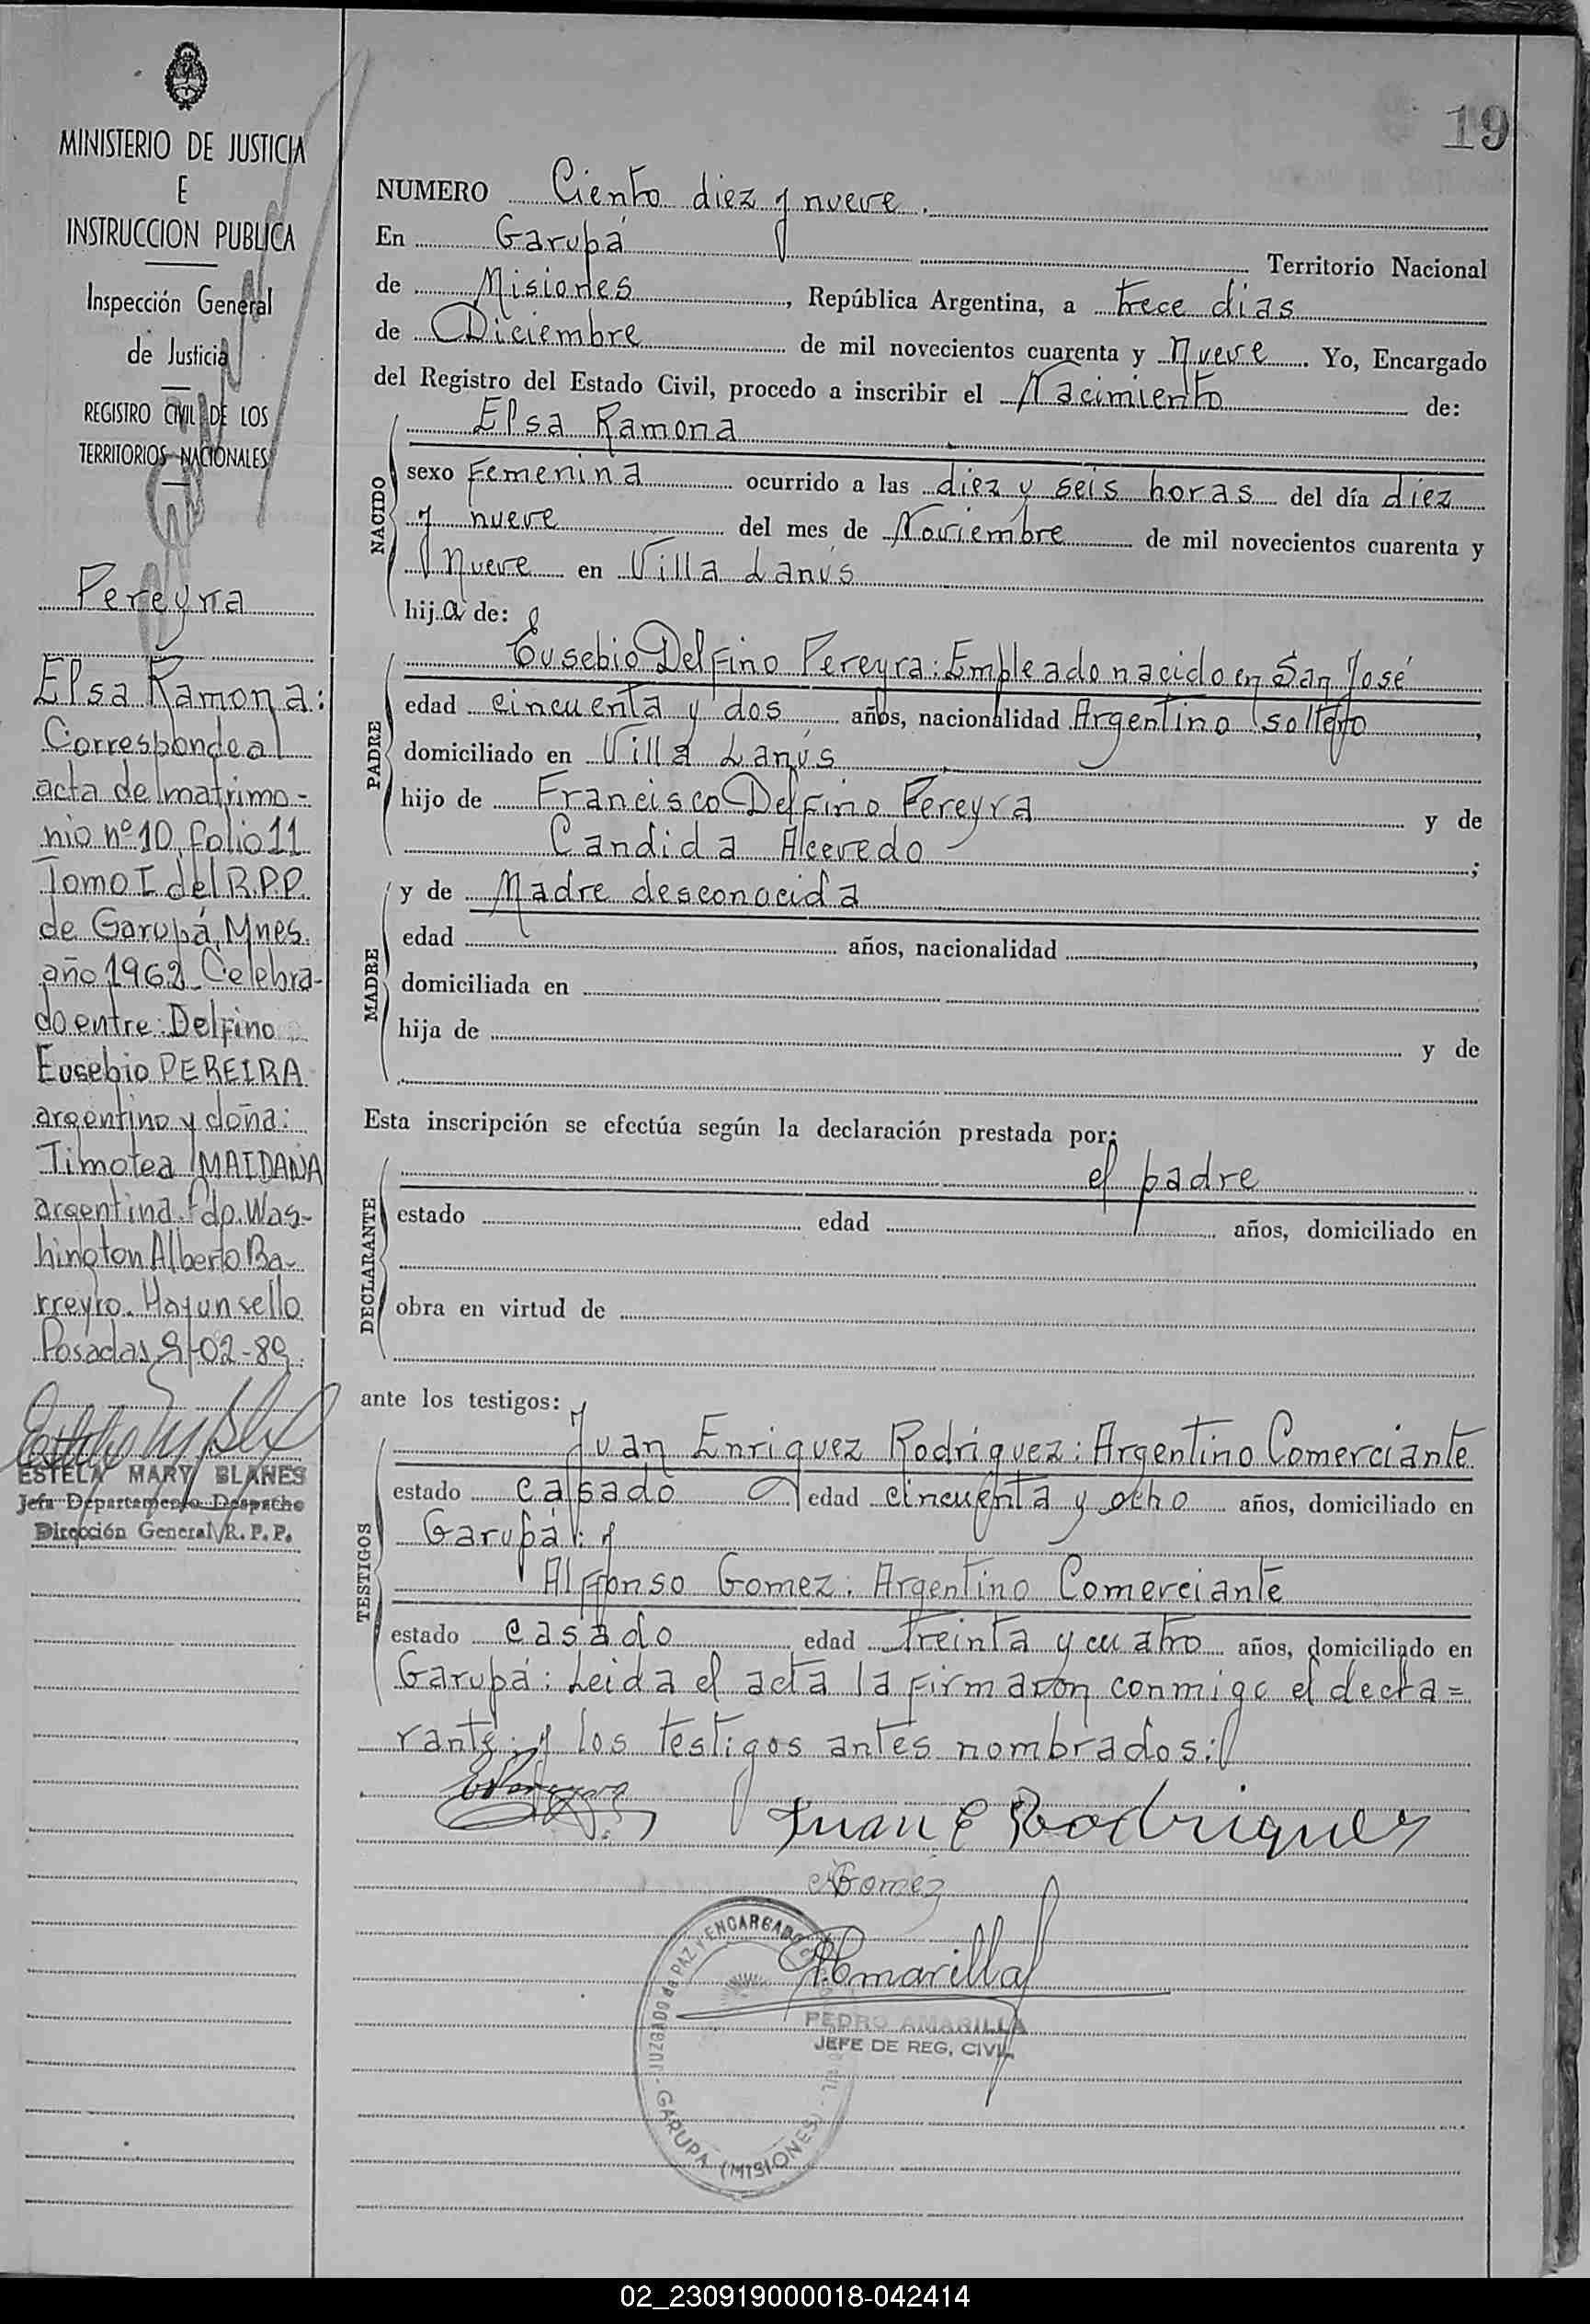 MINISTERIO DE JUSTICIA
E
INSTRUCCION PUBLICA
Inspección General
de Justicia
REGISTRO CIVIL DE LOS
TERRITORIOS NACIONALES
Pereyra
Elsa Ramona:
Corresponde al
acta de matrimo-
nio nº 10, folio 11
Tomo I del R.P.P.
de Garupá, Mnes.
año 1962. Celebra-
do entre: Delfino
Eusebio PEREIRA
argentino y doña:
Timotea MAIDANA
argentina. Fdo. Was-
hington Alberto Ba-
rreyro. Hay un sello
Posadas, 9-02-89.
ESTELA MARY BLANES
Jefa Departamento Despacho
Dirección General R. P. P.
19
NUMERO Ciento diez y nueve.
En Garupá Territorio Nacional
de Misiones, República Argentina, a trece dias
de Diciembre de mil novecientos cuarenta y Nueve. Yo, Encargado
del Registro del Estado Civil, procedo a inscribir el Nacimiento de:
NACIDO
Elsa Ramona
sexo Femenina ocurrido a las diez y seis horas del día diez
y nueve del mes de Noviembre de mil novecientos cuarenta y
Nueve en Villa Lanús
hija de:
PADRE
Eusebio Delfino Pereyra: Empleado nacido en San José
edad cincuenta y dos años, nacionalidad Argentino soltero,
domiciliado en Villa Lanús
hijo de Francisco Delfino Pereyra y de
Candida Acevedo;
MADRE
y de Madre desconocida
edad años, nacionalidad,
domiciliada en
hija de y de
Esta inscripción se efectúa según la declaración prestada por:
DECLARANTE
el padre
estado edad años, domiciliado en
obra en virtud de
ante los testigos:
TESTIGOS
Juan Enriquez Rodriguez: Argentino Comerciante
estado casado edad cincuenta y ocho años, domiciliado en
Garupá: y
Alfonso Gomez: Argentino Comerciante
estado casado edad treinta y cuatro años, domiciliado en
Garupá: Leida el acta la firmaron conmigo el decla=
rante y los testigos antes nombrados:
Juan E Rodriguez
Gomez
JUZGADO de PAZ Y ENCARGADO
PAmarilla
PEDRO AMARILLA
JEFE DE REG. CIVIL
GARUPA (MISIONES)
02_230919000018-042414